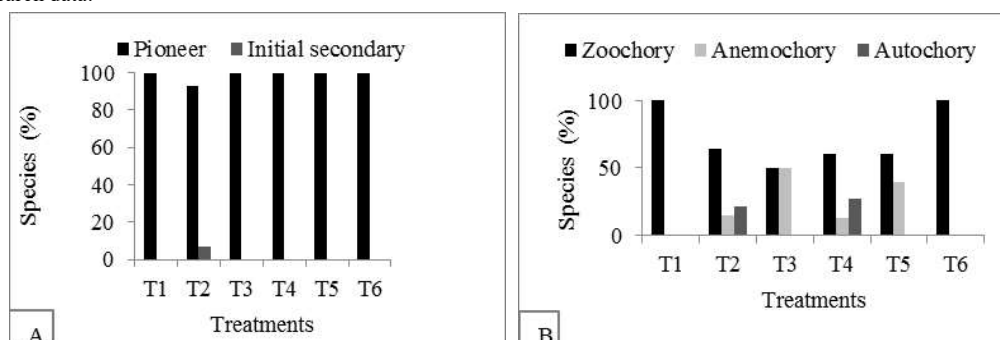 Pioneer Initial secondary
100
80
60
40
20
0
Species (%)
T1 T2 T3 T4 T5 T6
Treatments
A
Zoochory Anemochory Autochory
100
50
0
Species (%)
T1 T2 T3 T4 T5 T6
Treatments
B